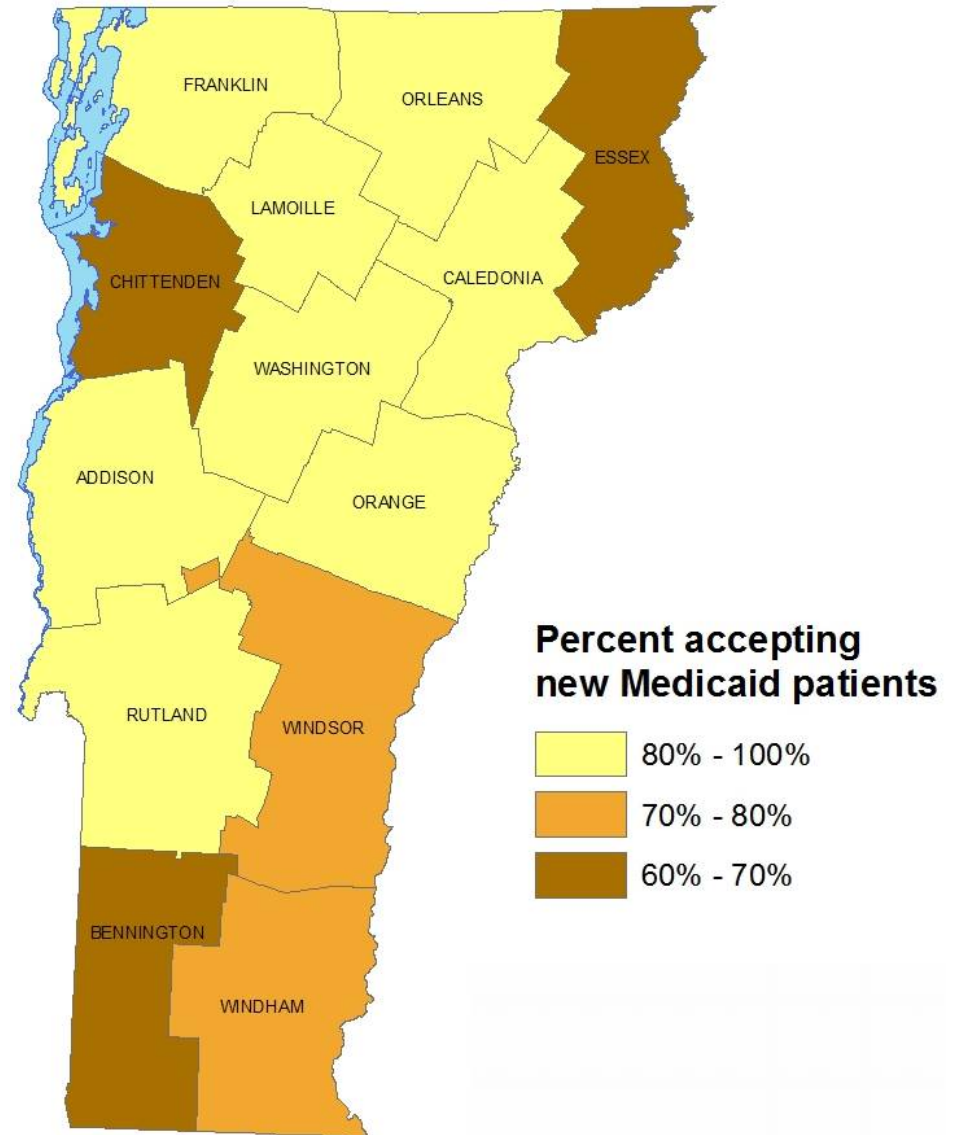 FRANKLIN
ORLEANS
ESSEX
LAMOILLE
CHITTENDEN
CALEDONIA
WASHINGTON
ADDISON
ORANGE
Percent accepting
new Medicaid patients
RUTLAND
WINDSOR
80% - 100%
70% - 80%
60% - 70%
BENNINGTON
WINDHAM